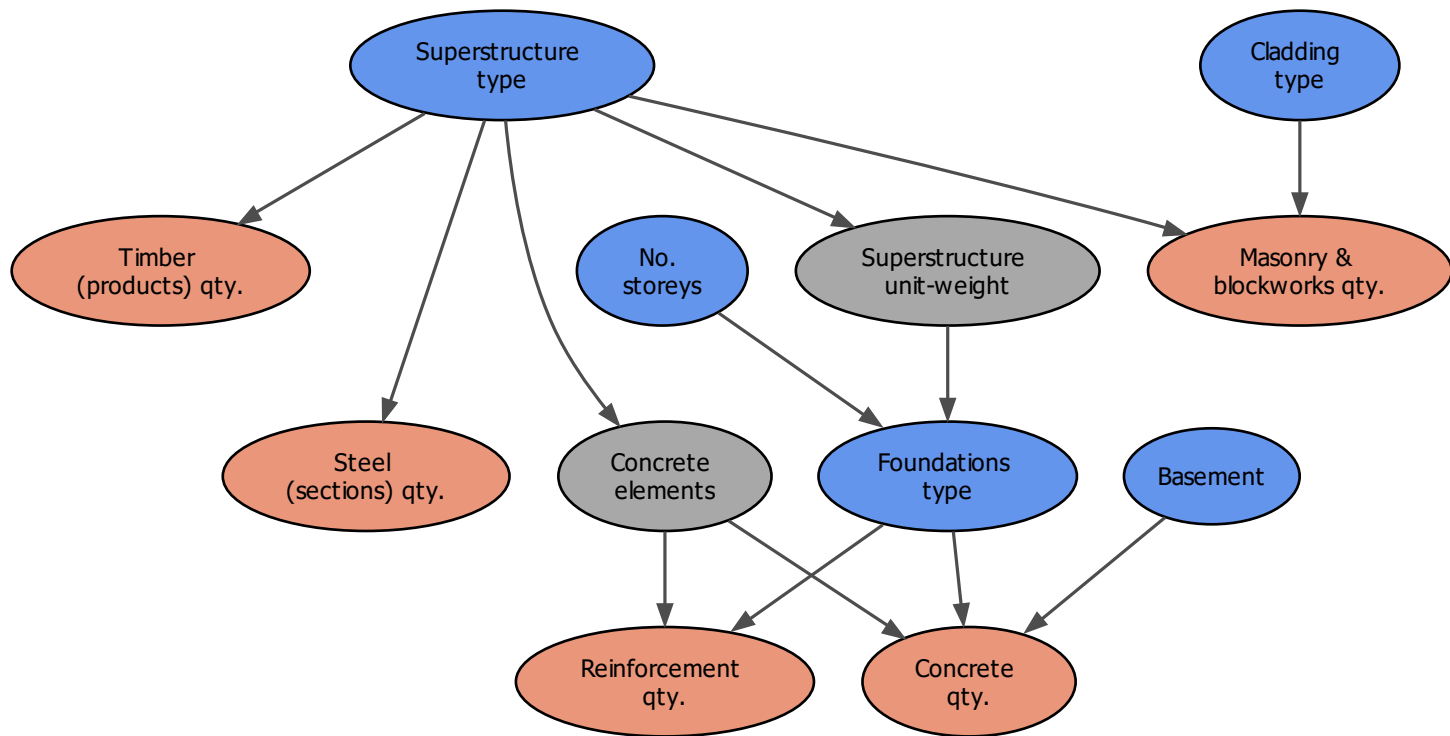 Superstructure
type
Cladding
type
Timber
(products) qty.
No.
storeys
Superstructure
unit-weight
Masonry &
blockworks qty.
Steel
(sections) qty.
Concrete
elements
Foundations
type
Basement
Reinforcement
qty.
Concrete
qty.